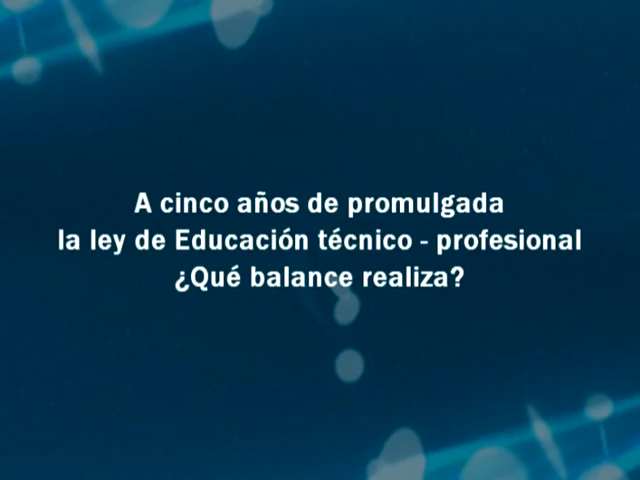 A cinco años de promulgada
la ley de Educación técnico - profesional
¿Qué balance realiza?